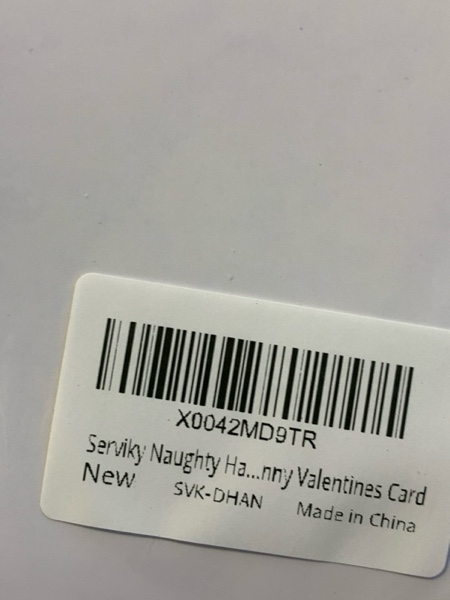 X0042MD9TR
Serviky Naughty Ha...nny Valentines Card
New
SVK-DHAN Made in China